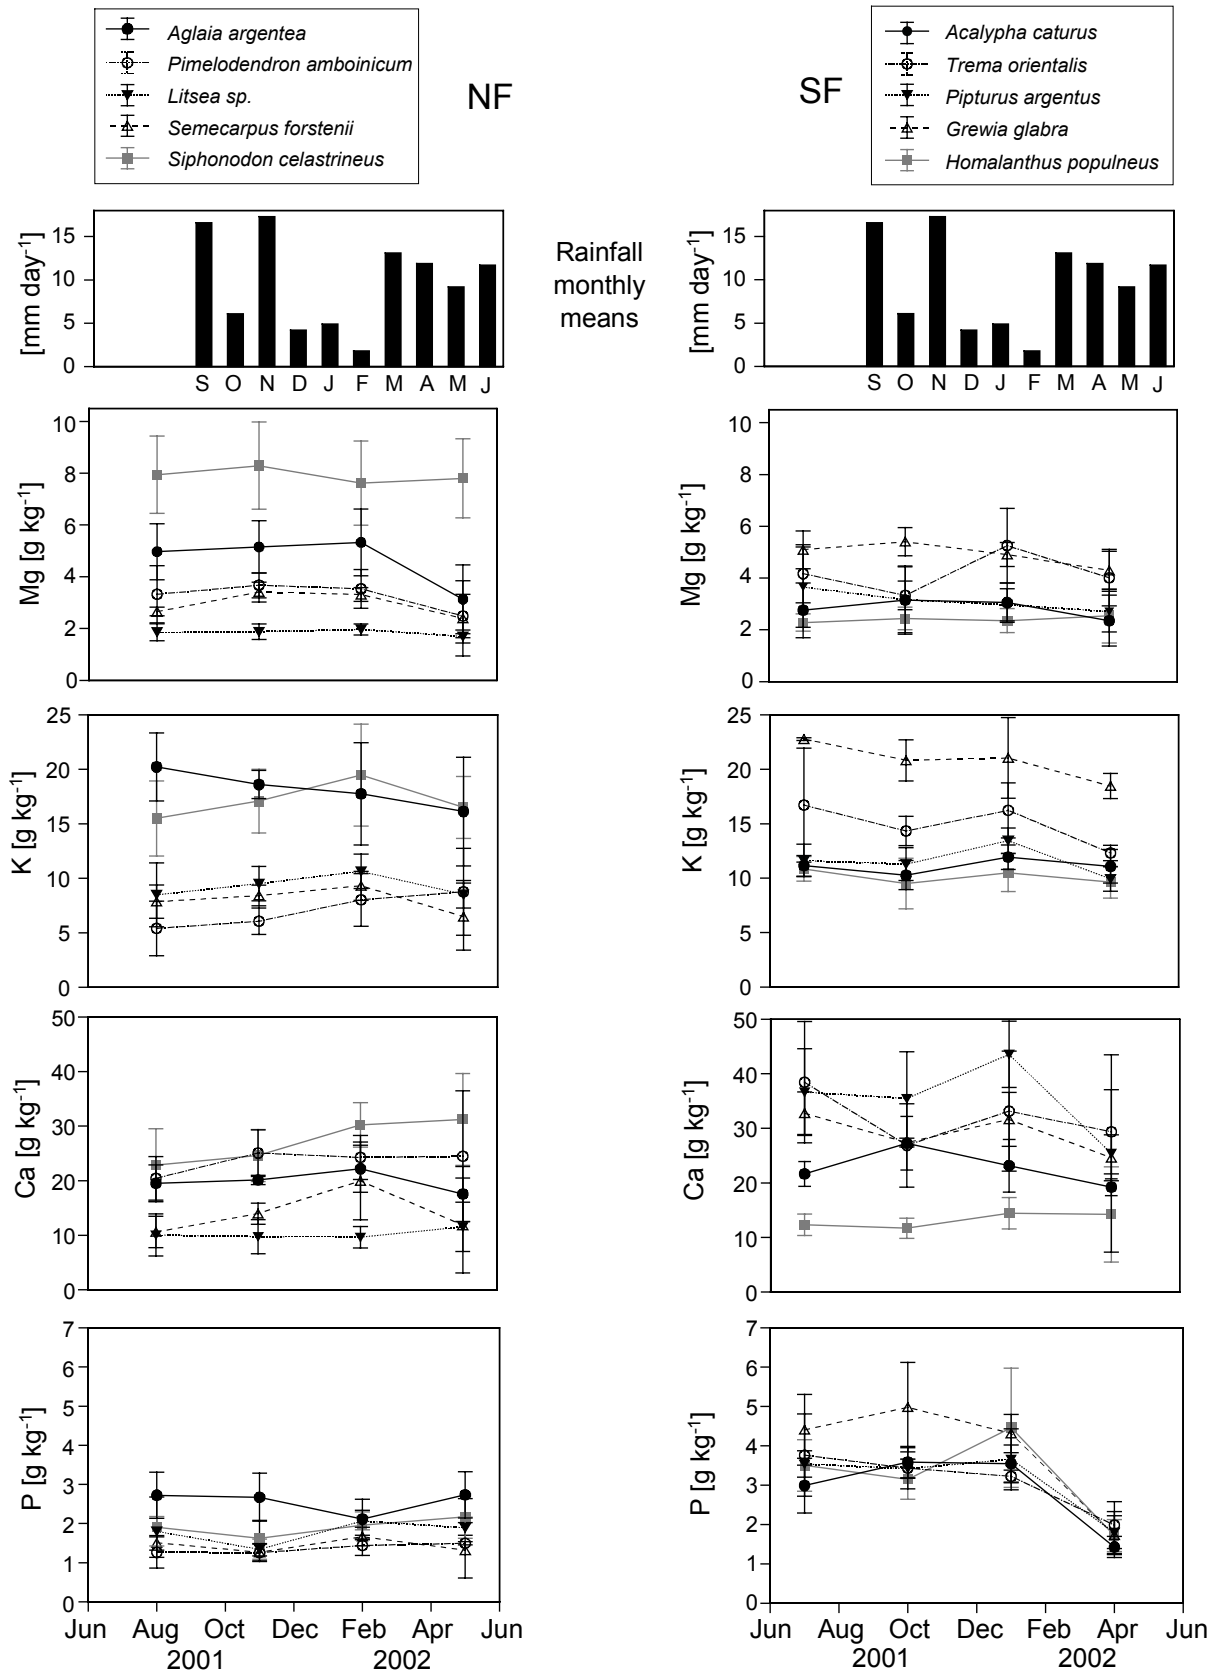 Aglaia argentea
Pimelodendron amboinicum
Litsea sp.
Semecarpus forstenii
Siphonodon celastrineus
NF
SF
Acalypha caturus
Trema orientalis
Pipturus argentus
Grewia glabra
Homalanthus populneus
[mm day-1]
15
10
5
0
S O N D J F M A M J
Rainfall
monthly
means
[mm day-1]
15
10
5
0
S O N D J F M A M J
Mg [g kg-1]
10
8
6
4
2
0
Mg [g kg-1]
10
8
6
4
2
0
K [g kg-1]
25
20
15
10
5
0
K [g kg-1]
25
20
15
10
5
0
Ca [g kg-1]
50
40
30
20
10
0
Ca [g kg-1]
50
40
30
20
10
0
P [g kg-1]
7
6
5
4
3
2
1
0
Jun Aug Oct Dec Feb Apr Jun
2001 2002
P [g kg-1]
7
6
5
4
3
2
1
0
Jun Aug Oct Dec Feb Apr Jun
2001 2002